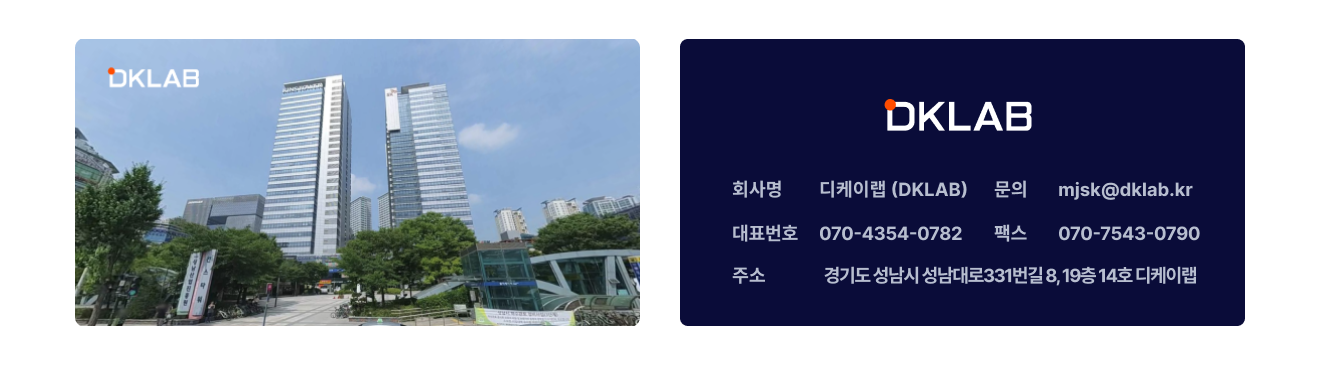 DKLAB
DKLAB
회사명 디케이랩 (DKLAB) 문의 mjsk@dklab.kr
대표번호 070-4354-0782 팩스 070-7543-0790
주소 경기도 성남시 성남대로331번길 8, 19층 14호 디케이랩